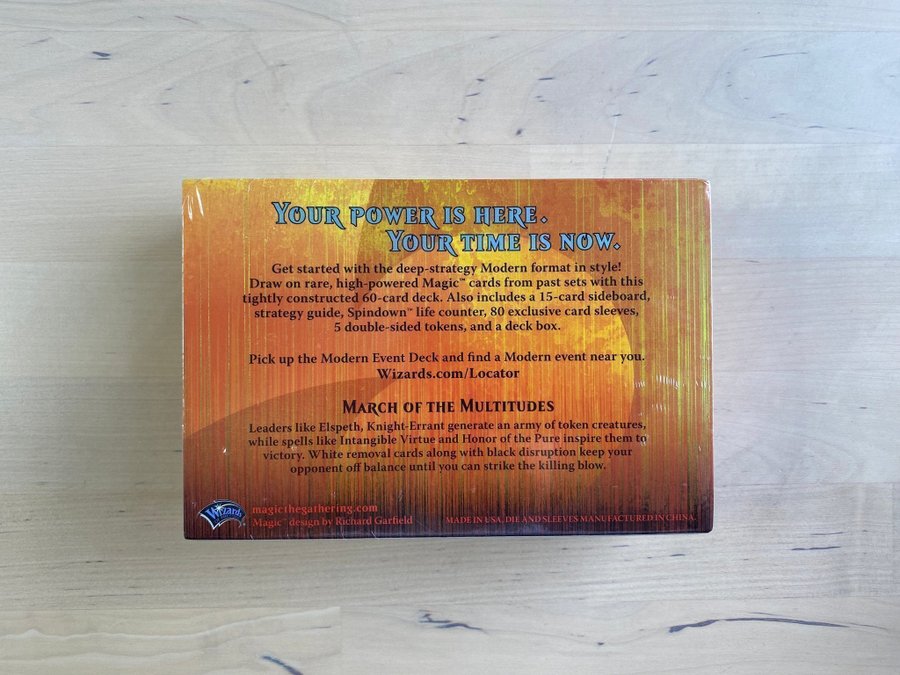 YOUR POWER IS HERE.
YOUR TIME IS NOW.
Get started with the deep-strategy Modern format in style!
Draw on rare, high-powered Magic™ cards from past sets with this
tightly constructed 60-card deck. Also includes a 15-card sideboard,
strategy guide, Spindown™ life counter, 80 exclusive card sleeves,
5 double-sided tokens, and a deck box.
Pick up the Modern Event Deck and find a Modern event near you.
Wizards.com/Locator
MARCH OF THE MULTITUDES
Leaders like Elspeth, Knight-Errant generate an army of token creatures,
while spells like Intangible Virtue and Honor of the Pure inspire them to
victory. White removal cards along with black disruption keep your
opponent off balance until you can strike the killing blow.
Wizards
magicthegathering.com
Magic™ design by Richard Garfield
MADE IN USA, DIE AND SLEEVES MANUFACTURED IN CHINA.